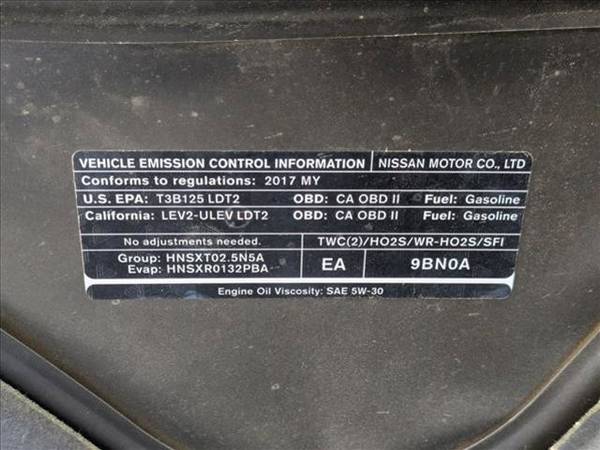 VEHICLE EMISSION CONTROL INFORMATION NISSAN MOTOR CO., LTD
Conforms to regulations: 2017 MY
U.S. EPA: T3B125 LDT2 OBD: CA OBD II Fuel: Gasoline
California: LEV2-ULEV LDT2 OBD: CA OBD II Fuel: Gasoline
No adjustments needed. TWC(2)/HO2S/WR-HO2S/SFI
Group: HNSXT02.5N5A
Evap: HNSXR0132PBA
EA 9BN0A
Engine Oil Viscosity: SAE 5W-30